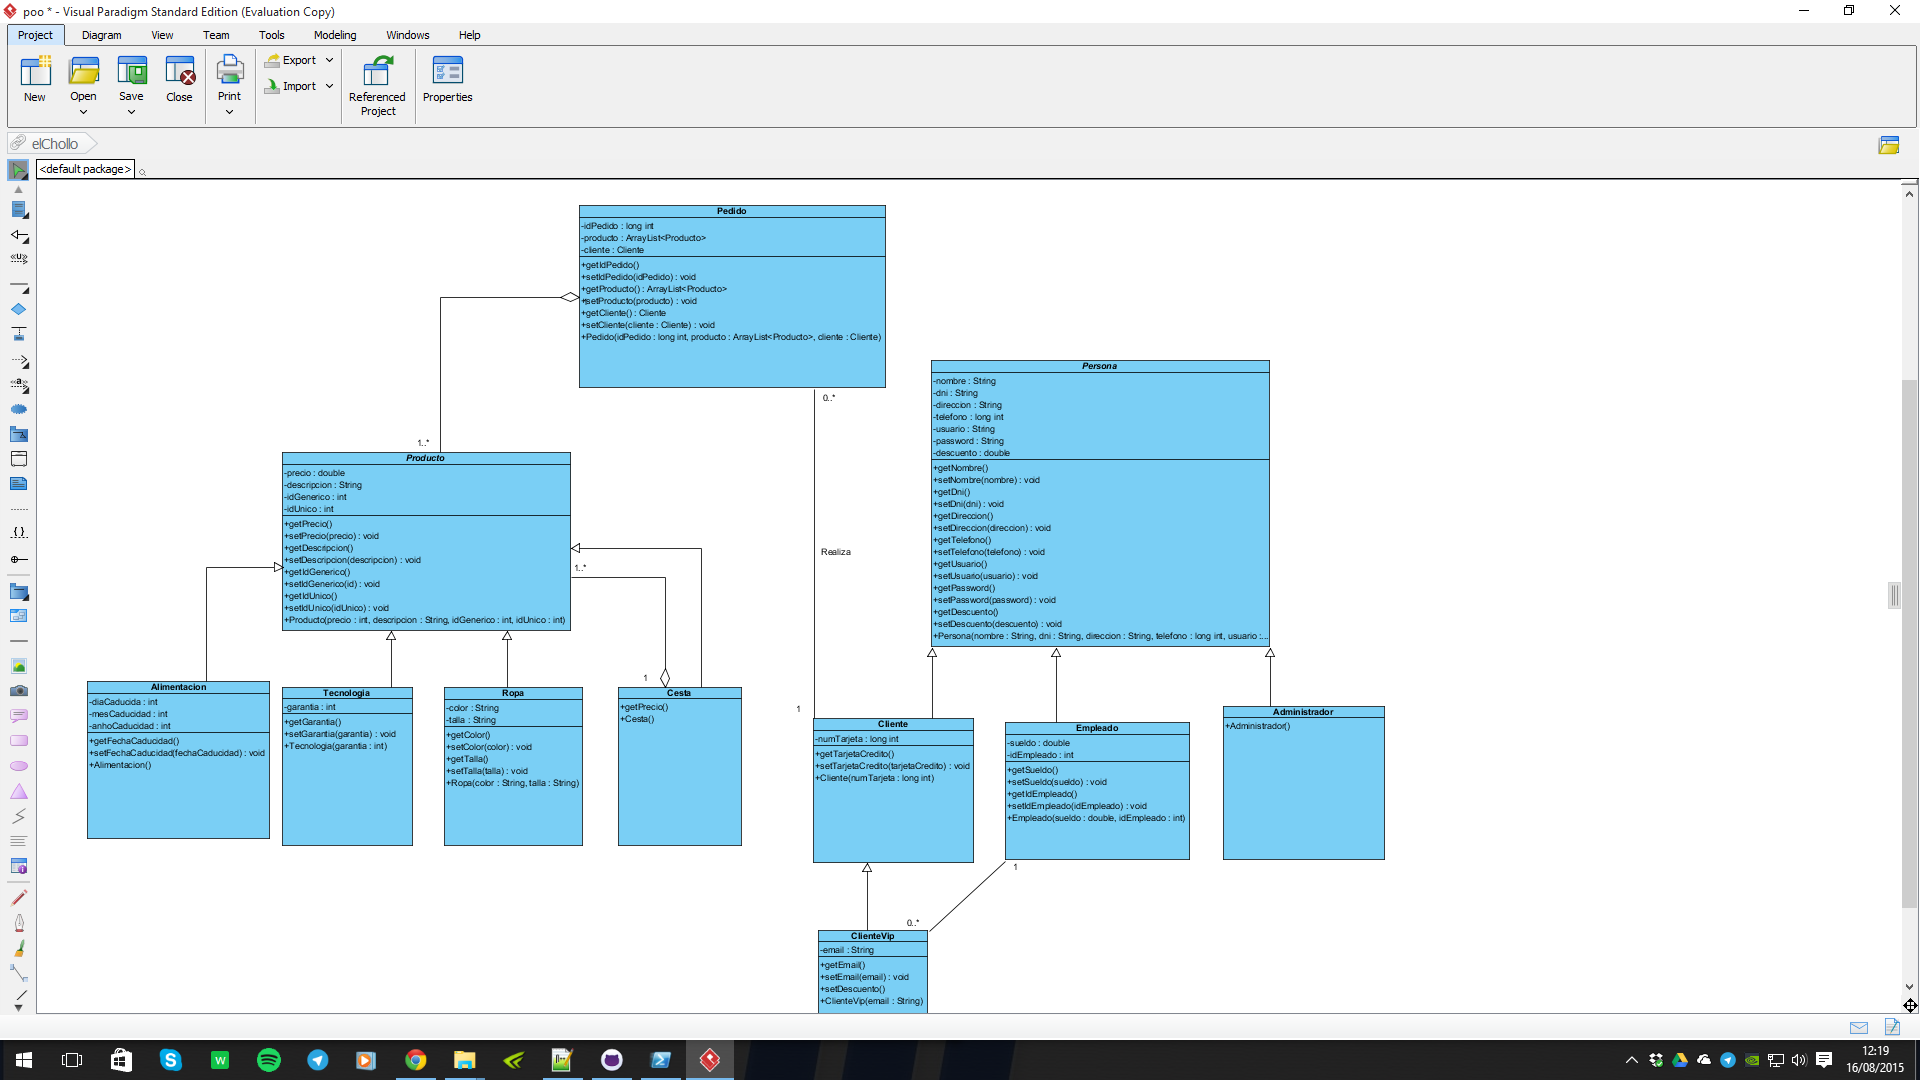 poo * - Visual Paradigm Standard Edition (Evaluation Copy)
Project Diagram View Team Tools Modeling Windows Help
New
Open
Save
Close
Print
Export
Import
Referenced
Project
Properties
elChollo
<default package>
Pedido
-idPedido : long int
-producto : ArrayList<Producto>
-cliente : Cliente
+getIdPedido()
+setIdPedido(idPedido) : void
+getProducto() : ArrayList<Producto>
+setProducto(producto) : void
+getCliente() : Cliente
+setCliente(cliente : Cliente) : void
+Pedido(idPedido : long int, producto : ArrayList<Producto>, cliente : Cliente)
0..*
1..*
Realiza
1
Producto
-precio : double
-descripcion : String
-idGenerico : int
-idUnico : int
+getPrecio()
+setPrecio(precio) : void
+getDescripcion()
+setDescripcion(descripcion) : void
+getIdGenerico()
+setIdGenerico(id) : void
+getIdUnico()
+setIdUnico(idUnico) : void
+Producto(precio : int, descripcion : String, idGenerico : int, idUnico : int)
1..*
1
Persona
-nombre : String
-dni : String
-direccion : String
-telefono : long int
-usuario : String
-password : String
-descuento : double
+getNombre()
+setNombre(nombre) : void
+getDni()
+setDni(dni) : void
+getDireccion()
+setDireccion(direccion) : void
+getTelefono()
+setTelefono(telefono) : void
+getUsuario()
+setUsuario(usuario) : void
+getPassword()
+setPassword(password) : void
+getDescuento()
+setDescuento(descuento) : void
+Persona(nombre : String, dni : String, direccion : String, telefono : long int, usuario :...
Alimentacion
-diaCaducida : int
-mesCaducidad : int
-anhoCaducidad : int
+getFechaCaducidad()
+setFechaCaducidad(fechaCaducidad) : void
+Alimentacion()
Tecnologia
-garantia : int
+getGarantia()
+setGarantia(garantia) : void
+Tecnologia(garantia : int)
Ropa
-color : String
-talla : String
+getColor()
+setColor(color) : void
+getTalla()
+setTalla(talla) : void
+Ropa(color : String, talla : String)
Cesta
+getPrecio()
+Cesta()
Cliente
-numTarjeta : long int
+getTarjetaCredito()
+setTarjetaCredito(tarjetaCredito) : void
+Cliente(numTarjeta : long int)
Empleado
-sueldo : double
-idEmpleado : int
+getSueldo()
+setSueldo(sueldo) : void
+getIdEmpleado()
+setIdEmpleado(idEmpleado) : void
+Empleado(sueldo : double, idEmpleado : int)
Administrador
+Administrador()
1
0..*
ClienteVip
-email : String
+getEmail()
+setEmail(email) : void
+setDescuento()
+ClienteVip(email : String)
12:19
16/08/2015